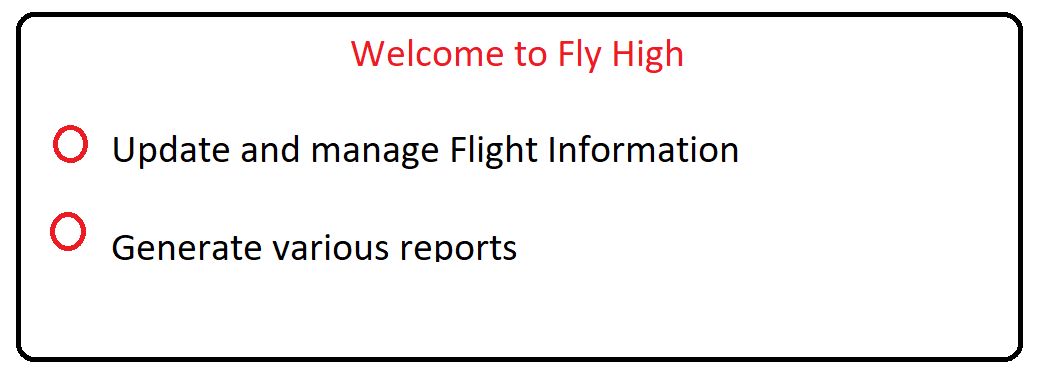 Welcome to Fly High
Update and manage Flight Information
Generate various reports